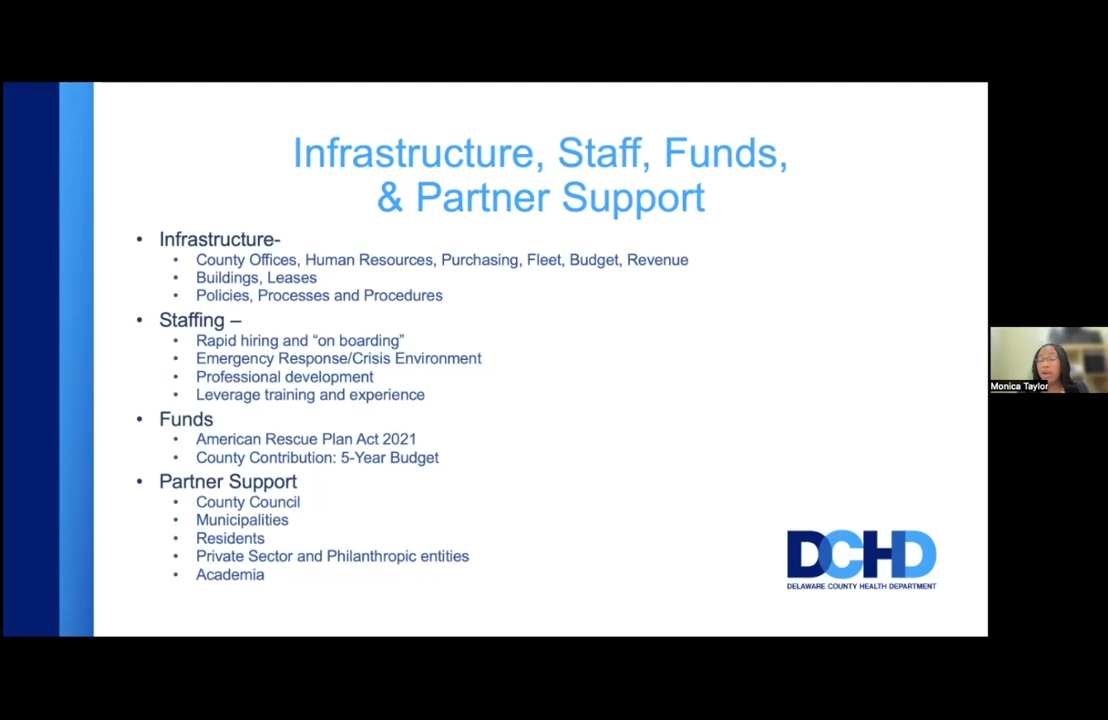 Infrastructure, Staff, Funds,
& Partner Support
• Infrastructure-
• County Offices, Human Resources, Purchasing, Fleet, Budget, Revenue
• Buildings, Leases
• Policies, Processes and Procedures
• Staffing –
• Rapid hiring and “on boarding”
• Emergency Response/Crisis Environment
• Professional development
• Leverage training and experience
• Funds
• American Rescue Plan Act 2021
• County Contribution: 5-Year Budget
• Partner Support
• County Council
• Municipalities
• Residents
• Private Sector and Philanthropic entities
• Academia
DCHD
DELAWARE COUNTY HEALTH DEPARTMENT
Monica Taylor